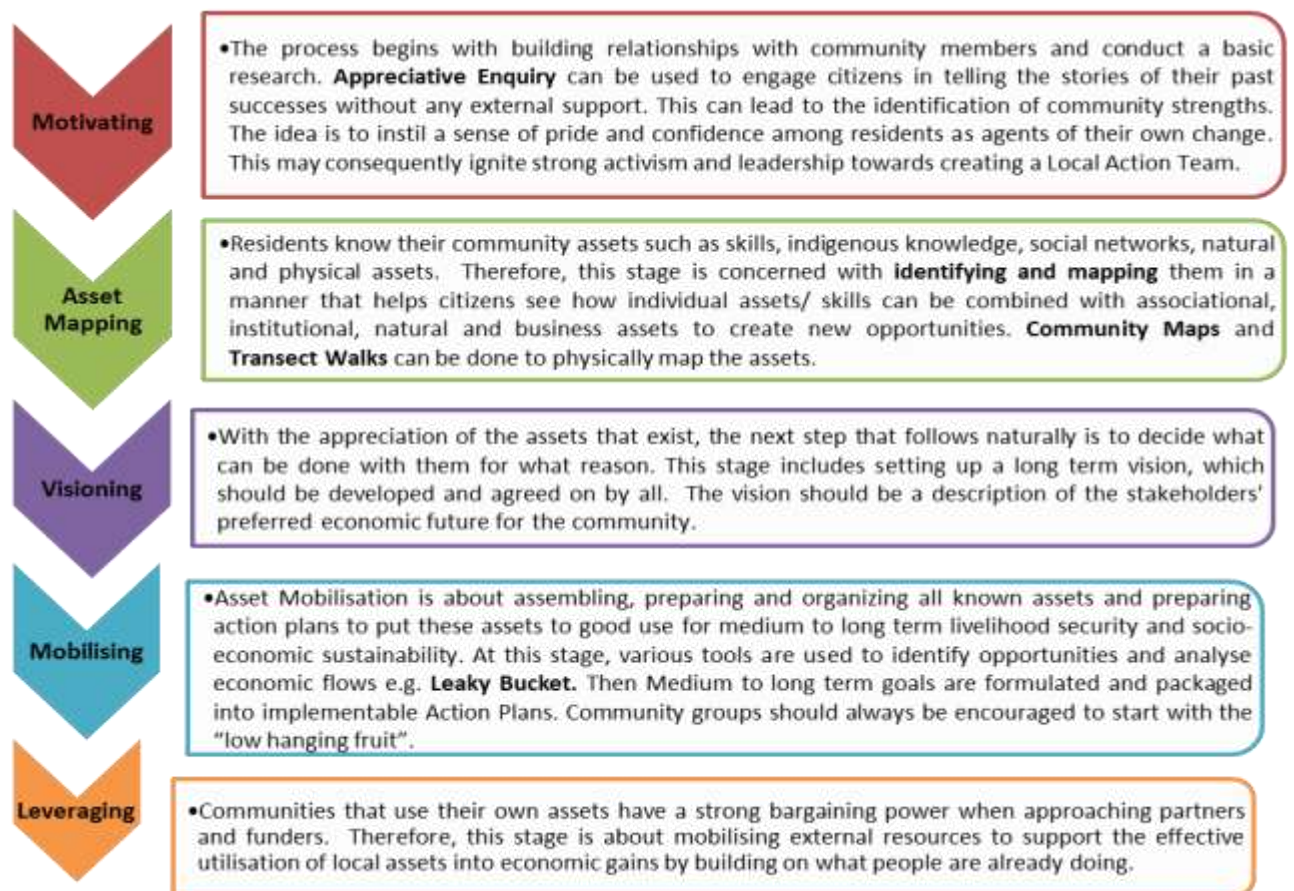 Motivating
•The process begins with building relationships with community members and conduct a basic
research. Appreciative Enquiry can be used to engage citizens in telling the stories of their past
successes without any external support. This can lead to the identification of community strengths.
The idea is to instil a sense of pride and confidence among residents as agents of their own change.
This may consequently ignite strong activism and leadership towards creating a Local Action Team.
Asset
Mapping
•Residents know their community assets such as skills, indigenous knowledge, social networks, natural
and physical assets. Therefore, this stage is concerned with identifying and mapping them in a
manner that helps citizens see how individual assets/ skills can be combined with associational,
institutional, natural and business assets to create new opportunities. Community Maps and
Transect Walks can be done to physically map the assets.
Visioning
•With the appreciation of the assets that exist, the next step that follows naturally is to decide what
can be done with them for what reason. This stage includes setting up a long term vision, which
should be developed and agreed on by all. The vision should be a description of the stakeholders'
preferred economic future for the community.
Mobilising
•Asset Mobilisation is about assembling, preparing and organizing all known assets and preparing
action plans to put these assets to good use for medium to long term livelihood security and socio-
economic sustainability. At this stage, various tools are used to identify opportunities and analyse
economic flows e.g. Leaky Bucket. Then Medium to long term goals are formulated and packaged
into implementable Action Plans. Community groups should always be encouraged to start with the
"low hanging fruit".
Leveraging
•Communities that use their own assets have a strong bargaining power when approaching partners
and funders. Therefore, this stage is about mobilising external resources to support the effective
utilisation of local assets into economic gains by building on what people are already doing.